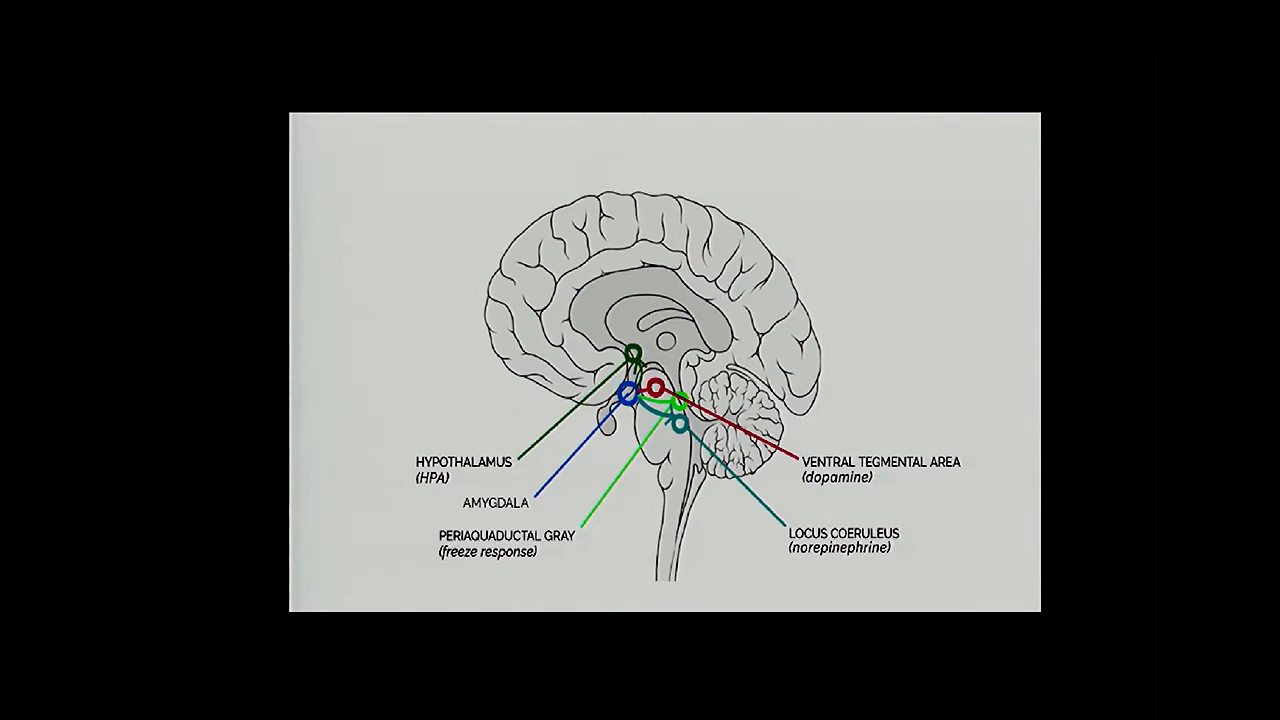 HYPOTHALAMUS
(HPA)
AMYGDALA
PERIAQUADUCTAL GRAY
(freeze response)
VENTRAL TEGMENTAL AREA
(dopamine)
LOCUS COERULEUS
(norepinephrine)